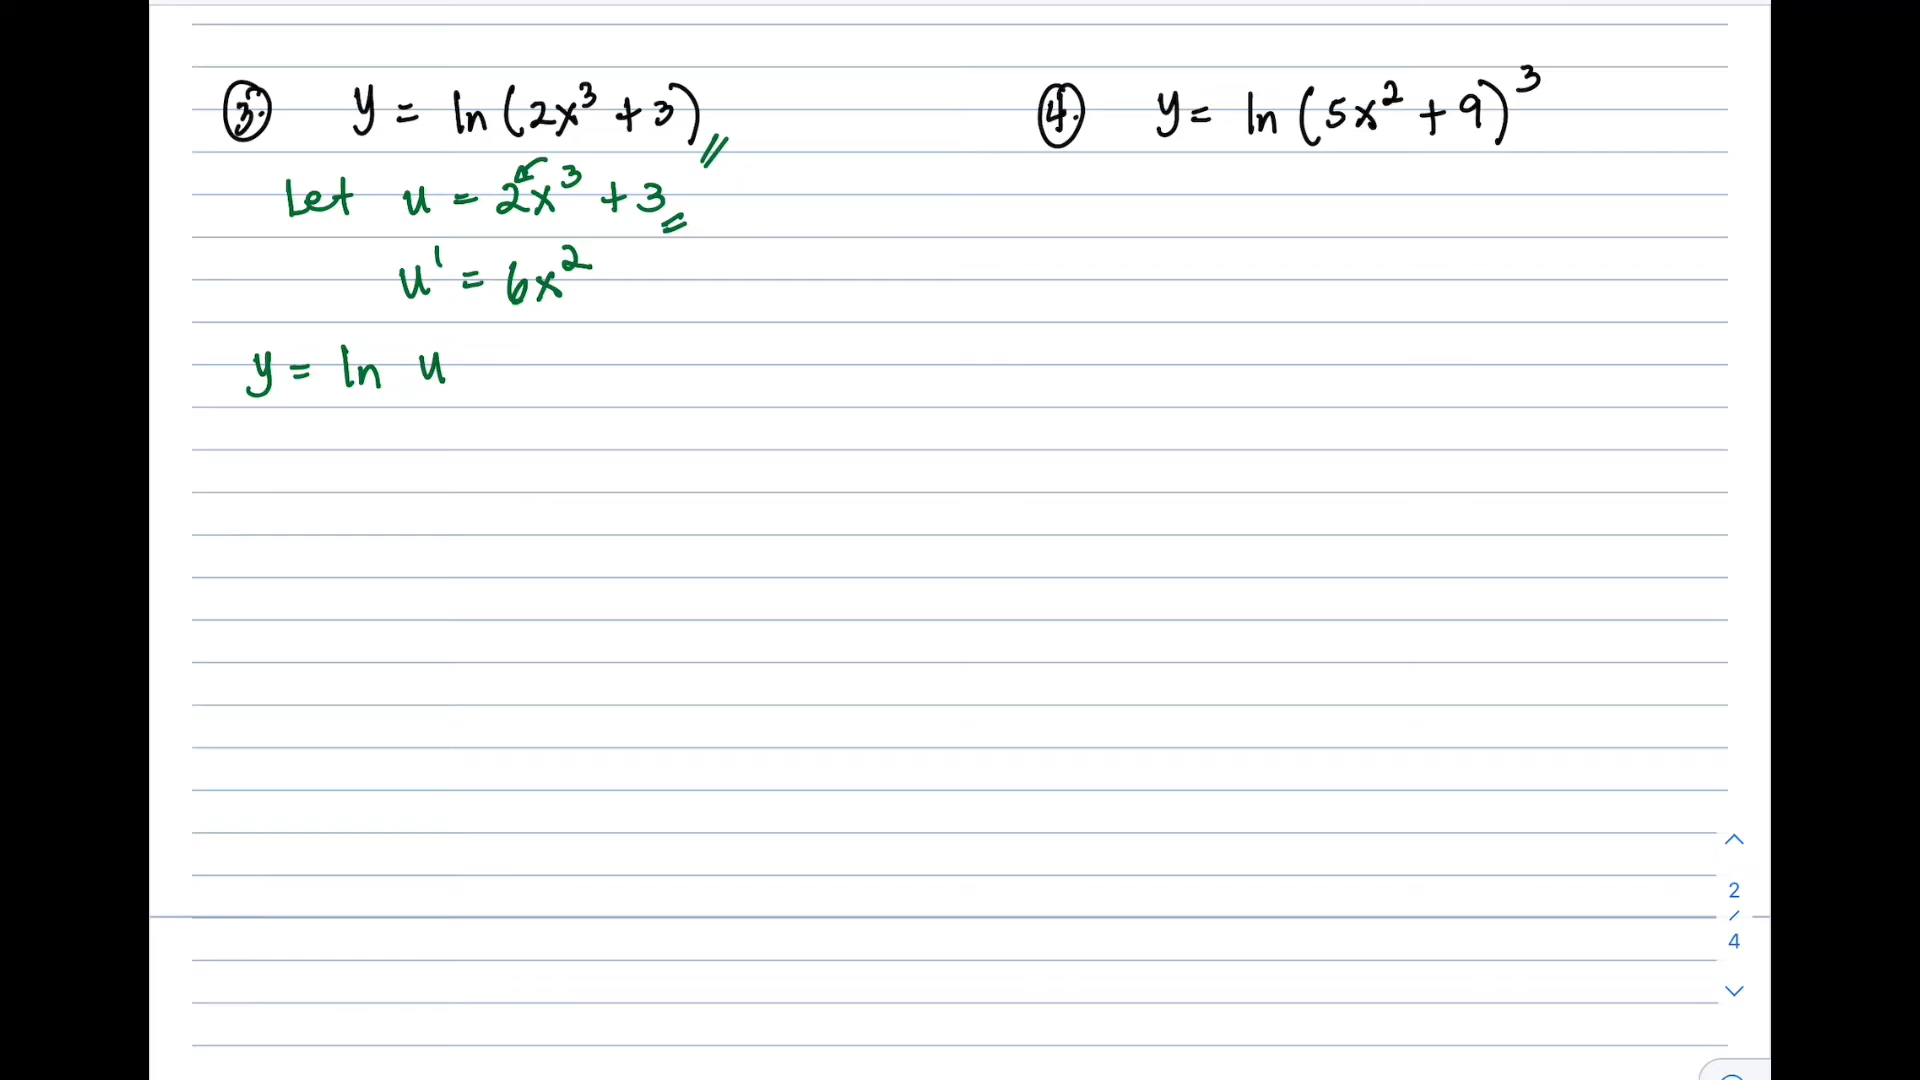 3. y = ln(2x³ + 3)
Let u = 2x³ + 3
u' = 6x²
y = ln u
4. y = ln(5x² + 9)³
2
/
4